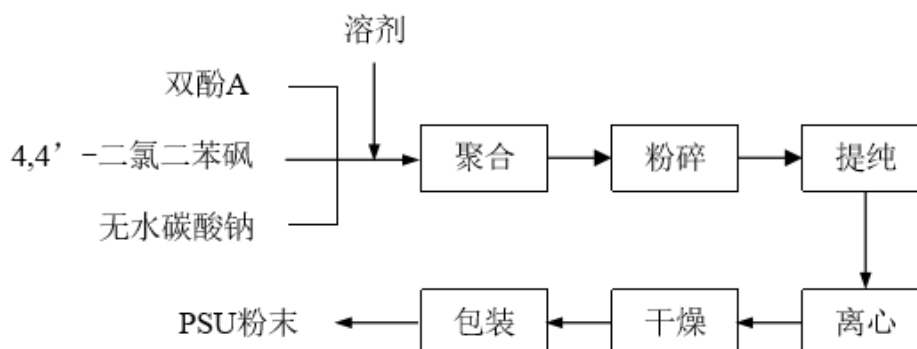 溶剂
双酚A
4,4’-二氯二苯砜
无水碳酸钠
聚合
粉碎
提纯
PSU粉末
包装
干燥
离心